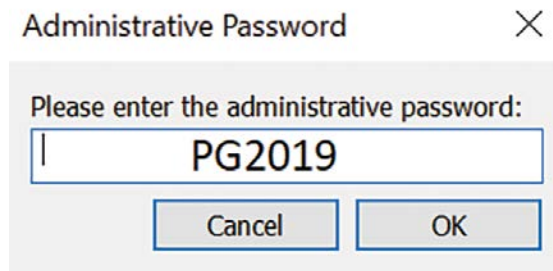 Administrative Password
Please enter the administrative password:
PG2019
Cancel OK